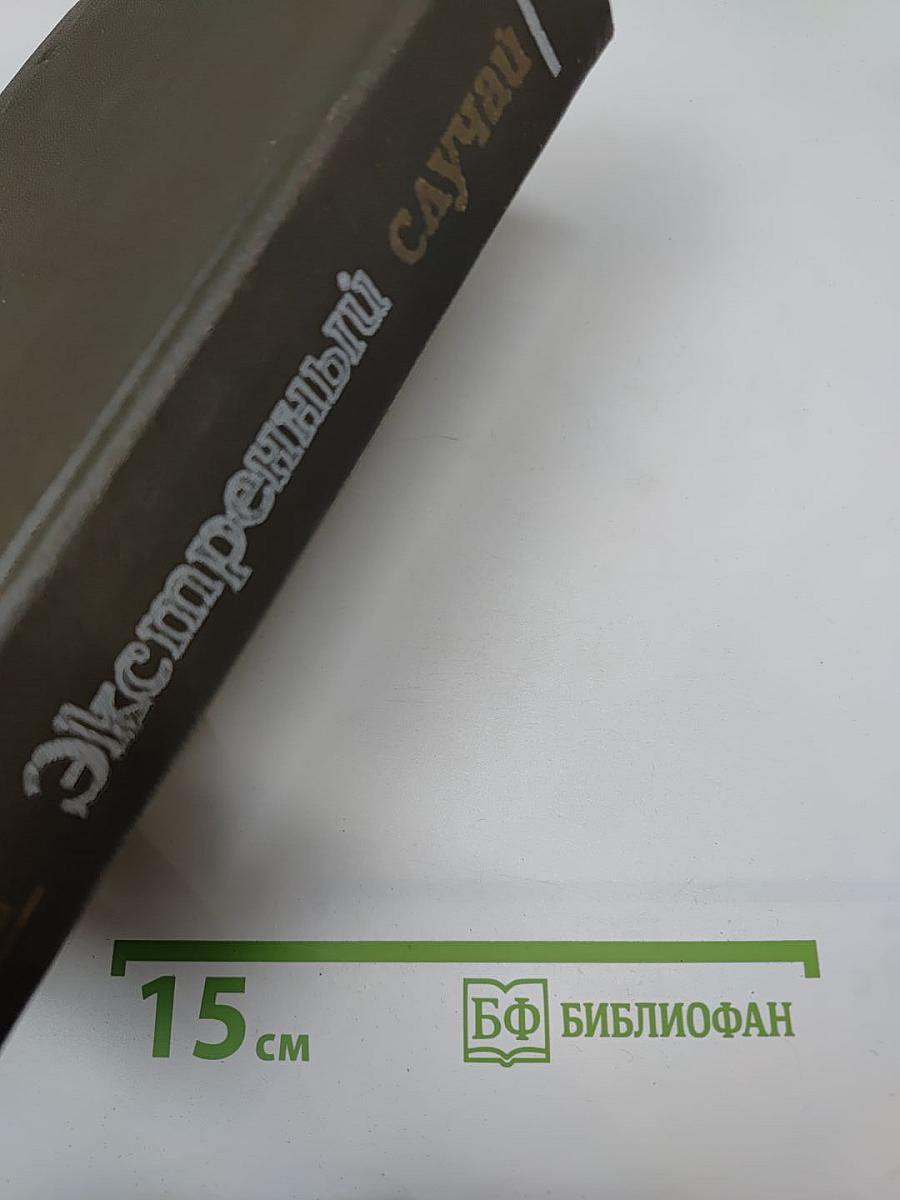 Экстренный случай
15 см
БФ БИБЛИОФАН